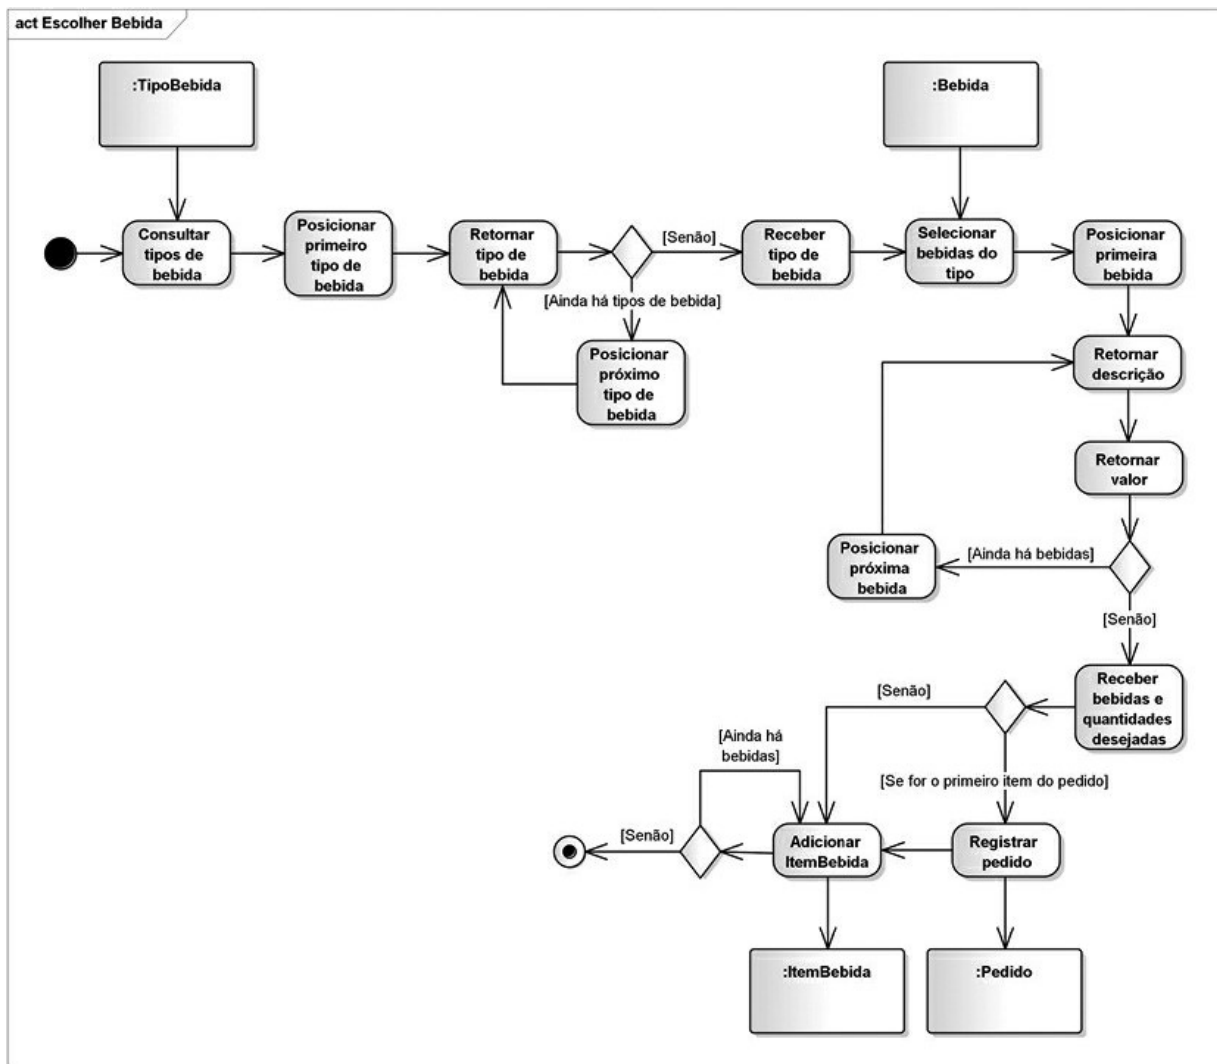 act Escolher Bebida
:TipoBebida
:Bebida
Consultar
tipos de
bebida
Posicionar
primeiro
tipo de
bebida
Retornar
tipo de
bebida
[Senão]
Receber
tipo de
bebida
Selecionar
bebidas do
tipo
Posicionar
primeira
bebida
[Ainda há tipos de bebida]
Posicionar
próximo
tipo de
bebida
Retornar
descrição
Retornar
valor
[Ainda há bebidas]
Posicionar
próxima
bebida
[Senão]
Receber
bebidas e
quantidades
desejadas
[Senão]
[Se for o primeiro item do pedido]
[Ainda há
bebidas]
Registrar
pedido
Adicionar
ItemBebida
[Senão]
:ItemBebida
:Pedido